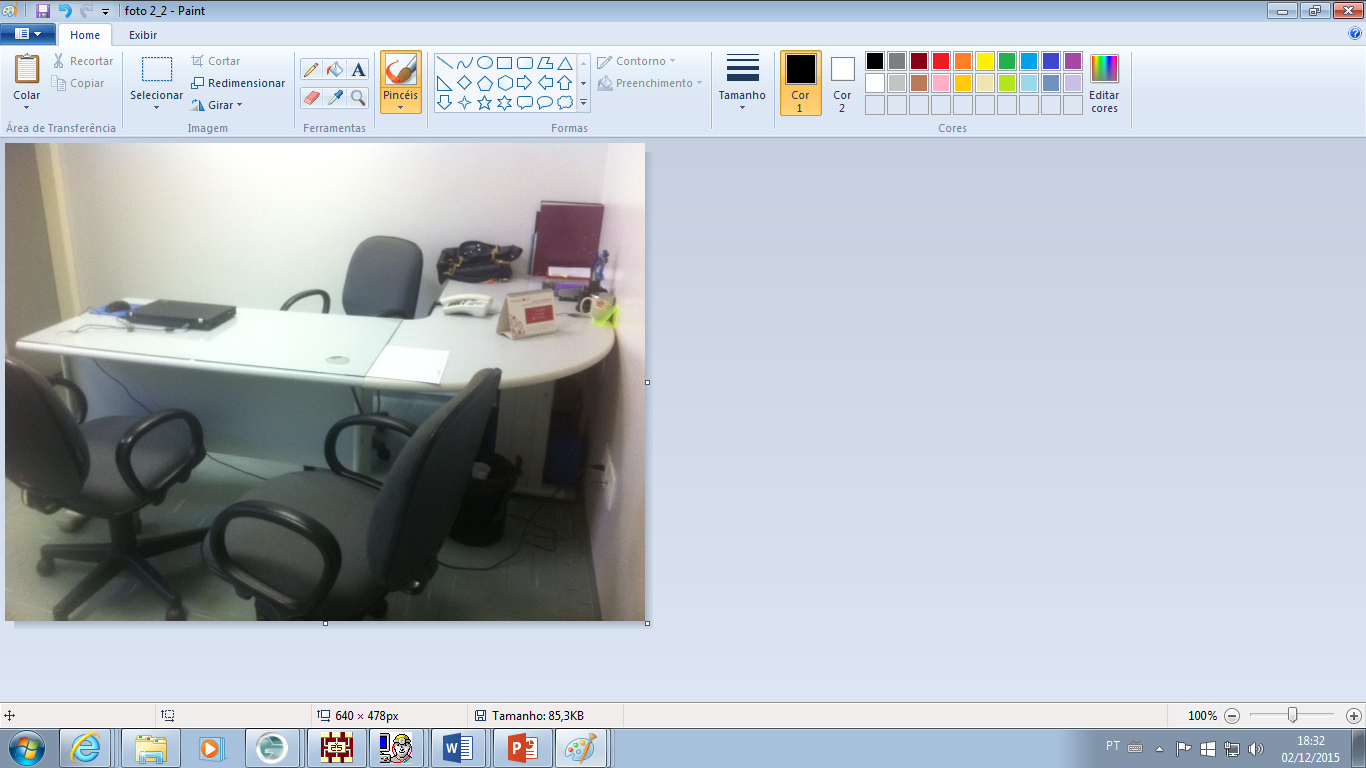 foto 2_2 - Paint
Home
Exibir
Colar
Recortar
Copiar
Área de Transferência
Selecionar
Cortar
Redimensionar
Girar
Imagem
A
Ferramentas
Pincéis
Contorno
Preenchimento
Formas
Tamanho
Cor
1
Cor
2
Editar
cores
Cores
640 × 478px
Tamanho: 85,3KB
100%
PT
18:32
02/12/2015